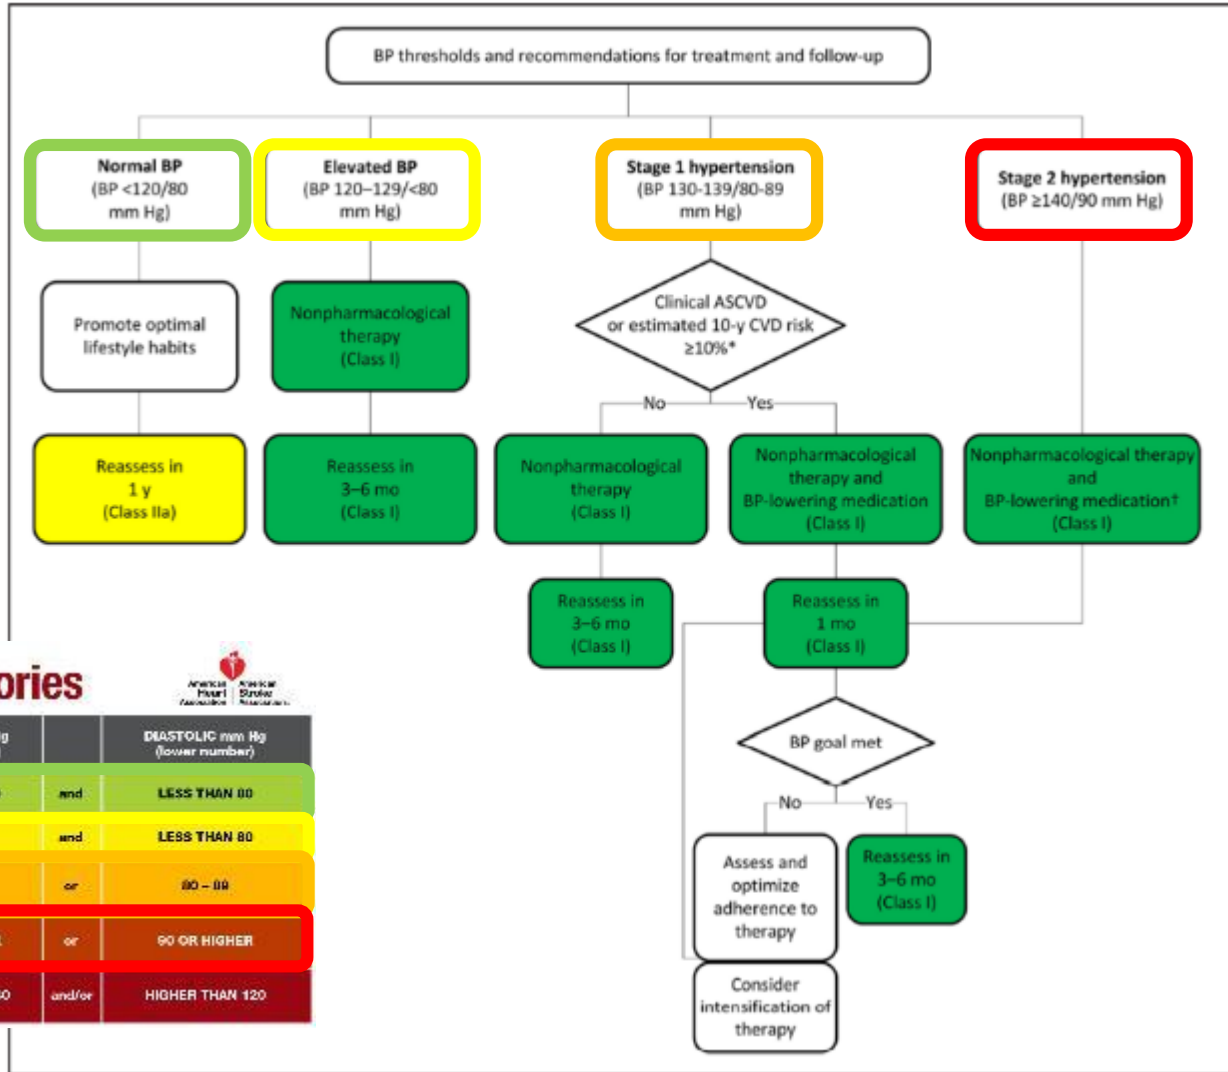 BP thresholds and recommendations for treatment and follow-up
Normal BP
(BP <120/80
mm Hg)
Elevated BP
(BP 120–129/<80
mm Hg)
Stage 1 hypertension
(BP 130-139/80-89
mm Hg)
Stage 2 hypertension
(BP ≥140/90 mm Hg)
Promote optimal
lifestyle habits
Nonpharmacological
therapy
(Class I)
Clinical ASCVD
or estimated 10-y CVD risk
≥10%*
No
Yes
Reassess in
1 y
(Class IIa)
Reassess in
3–6 mo
(Class I)
Nonpharmacological
therapy
(Class I)
Nonpharmacological
therapy and
BP-lowering medication
(Class I)
Nonpharmacological therapy
and
BP-lowering medication†
(Class I)
Reassess in
3–6 mo
(Class I)
Reassess in
1 mo
(Class I)
BP goal met
No
Yes
Assess and
optimize
adherence to
therapy
Reassess in
3–6 mo
(Class I)
Consider
intensification of
therapy
ories
American American
Heart Stroke
Association Association
DIASTOLIC mm Hg
(lower number)
and LESS THAN 80
and LESS THAN 80
or 80 – 89
or 90 OR HIGHER
and/or HIGHER THAN 120